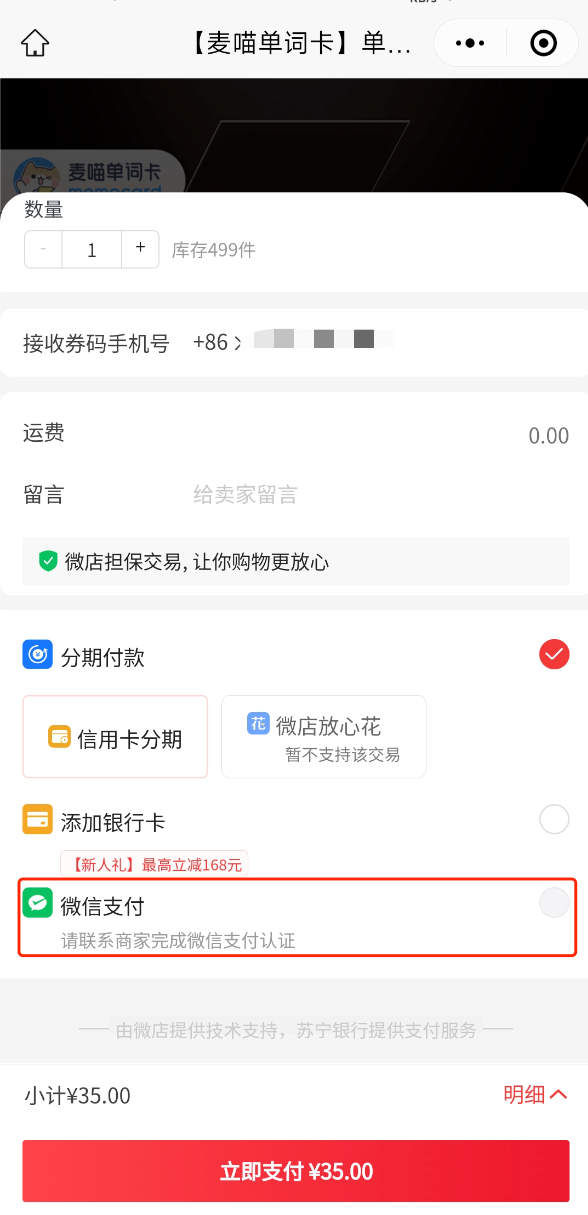 【麦喵单词卡】单...
麦喵单词卡
momocard
数量
- 1 + 库存499件
接收券码手机号 +86
运费 0.00
留言 给卖家留言
微店担保交易, 让你购物更放心
分期付款
信用卡分期
花 微店放心花
暂不支持该交易
添加银行卡
【新人礼】最高立减168元
微信支付
请联系商家完成微信支付认证
由微店提供技术支持，苏宁银行提供支付服务
小计¥35.00 明细
立即支付 ¥35.00